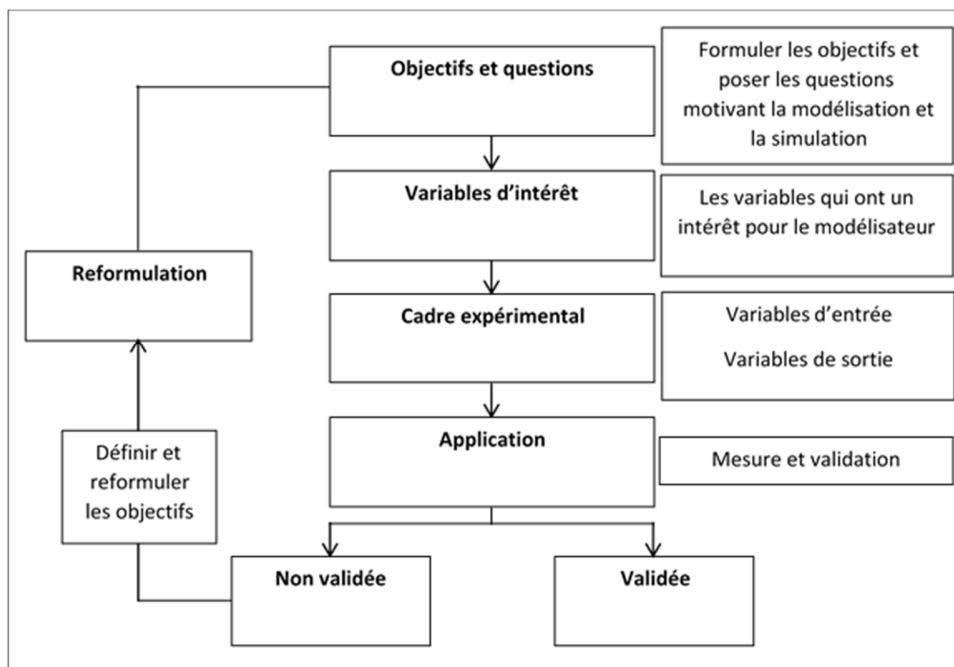 Objectifs et questions
Formuler les objectifs et
poser les questions
motivant la modélisation et
la simulation
Variables d'intérêt
Les variables qui ont un
intérêt pour le modélisateur
Reformulation
Cadre expérimental
Variables d'entrée
Variables de sortie
Application
Mesure et validation
Définir et
reformuler
les objectifs
Non validée
Validée